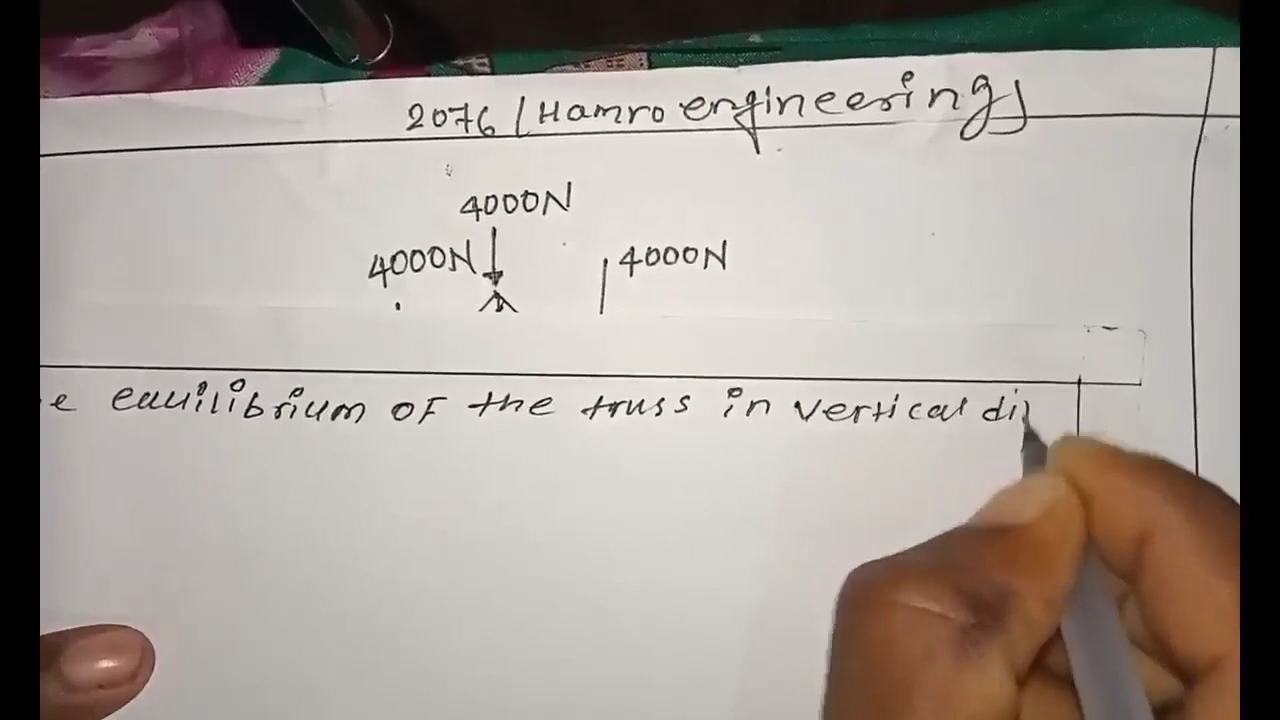 2076 (Hamro engineering)
4000N
4000N 4000N
e equilibrium of the truss in vertical di